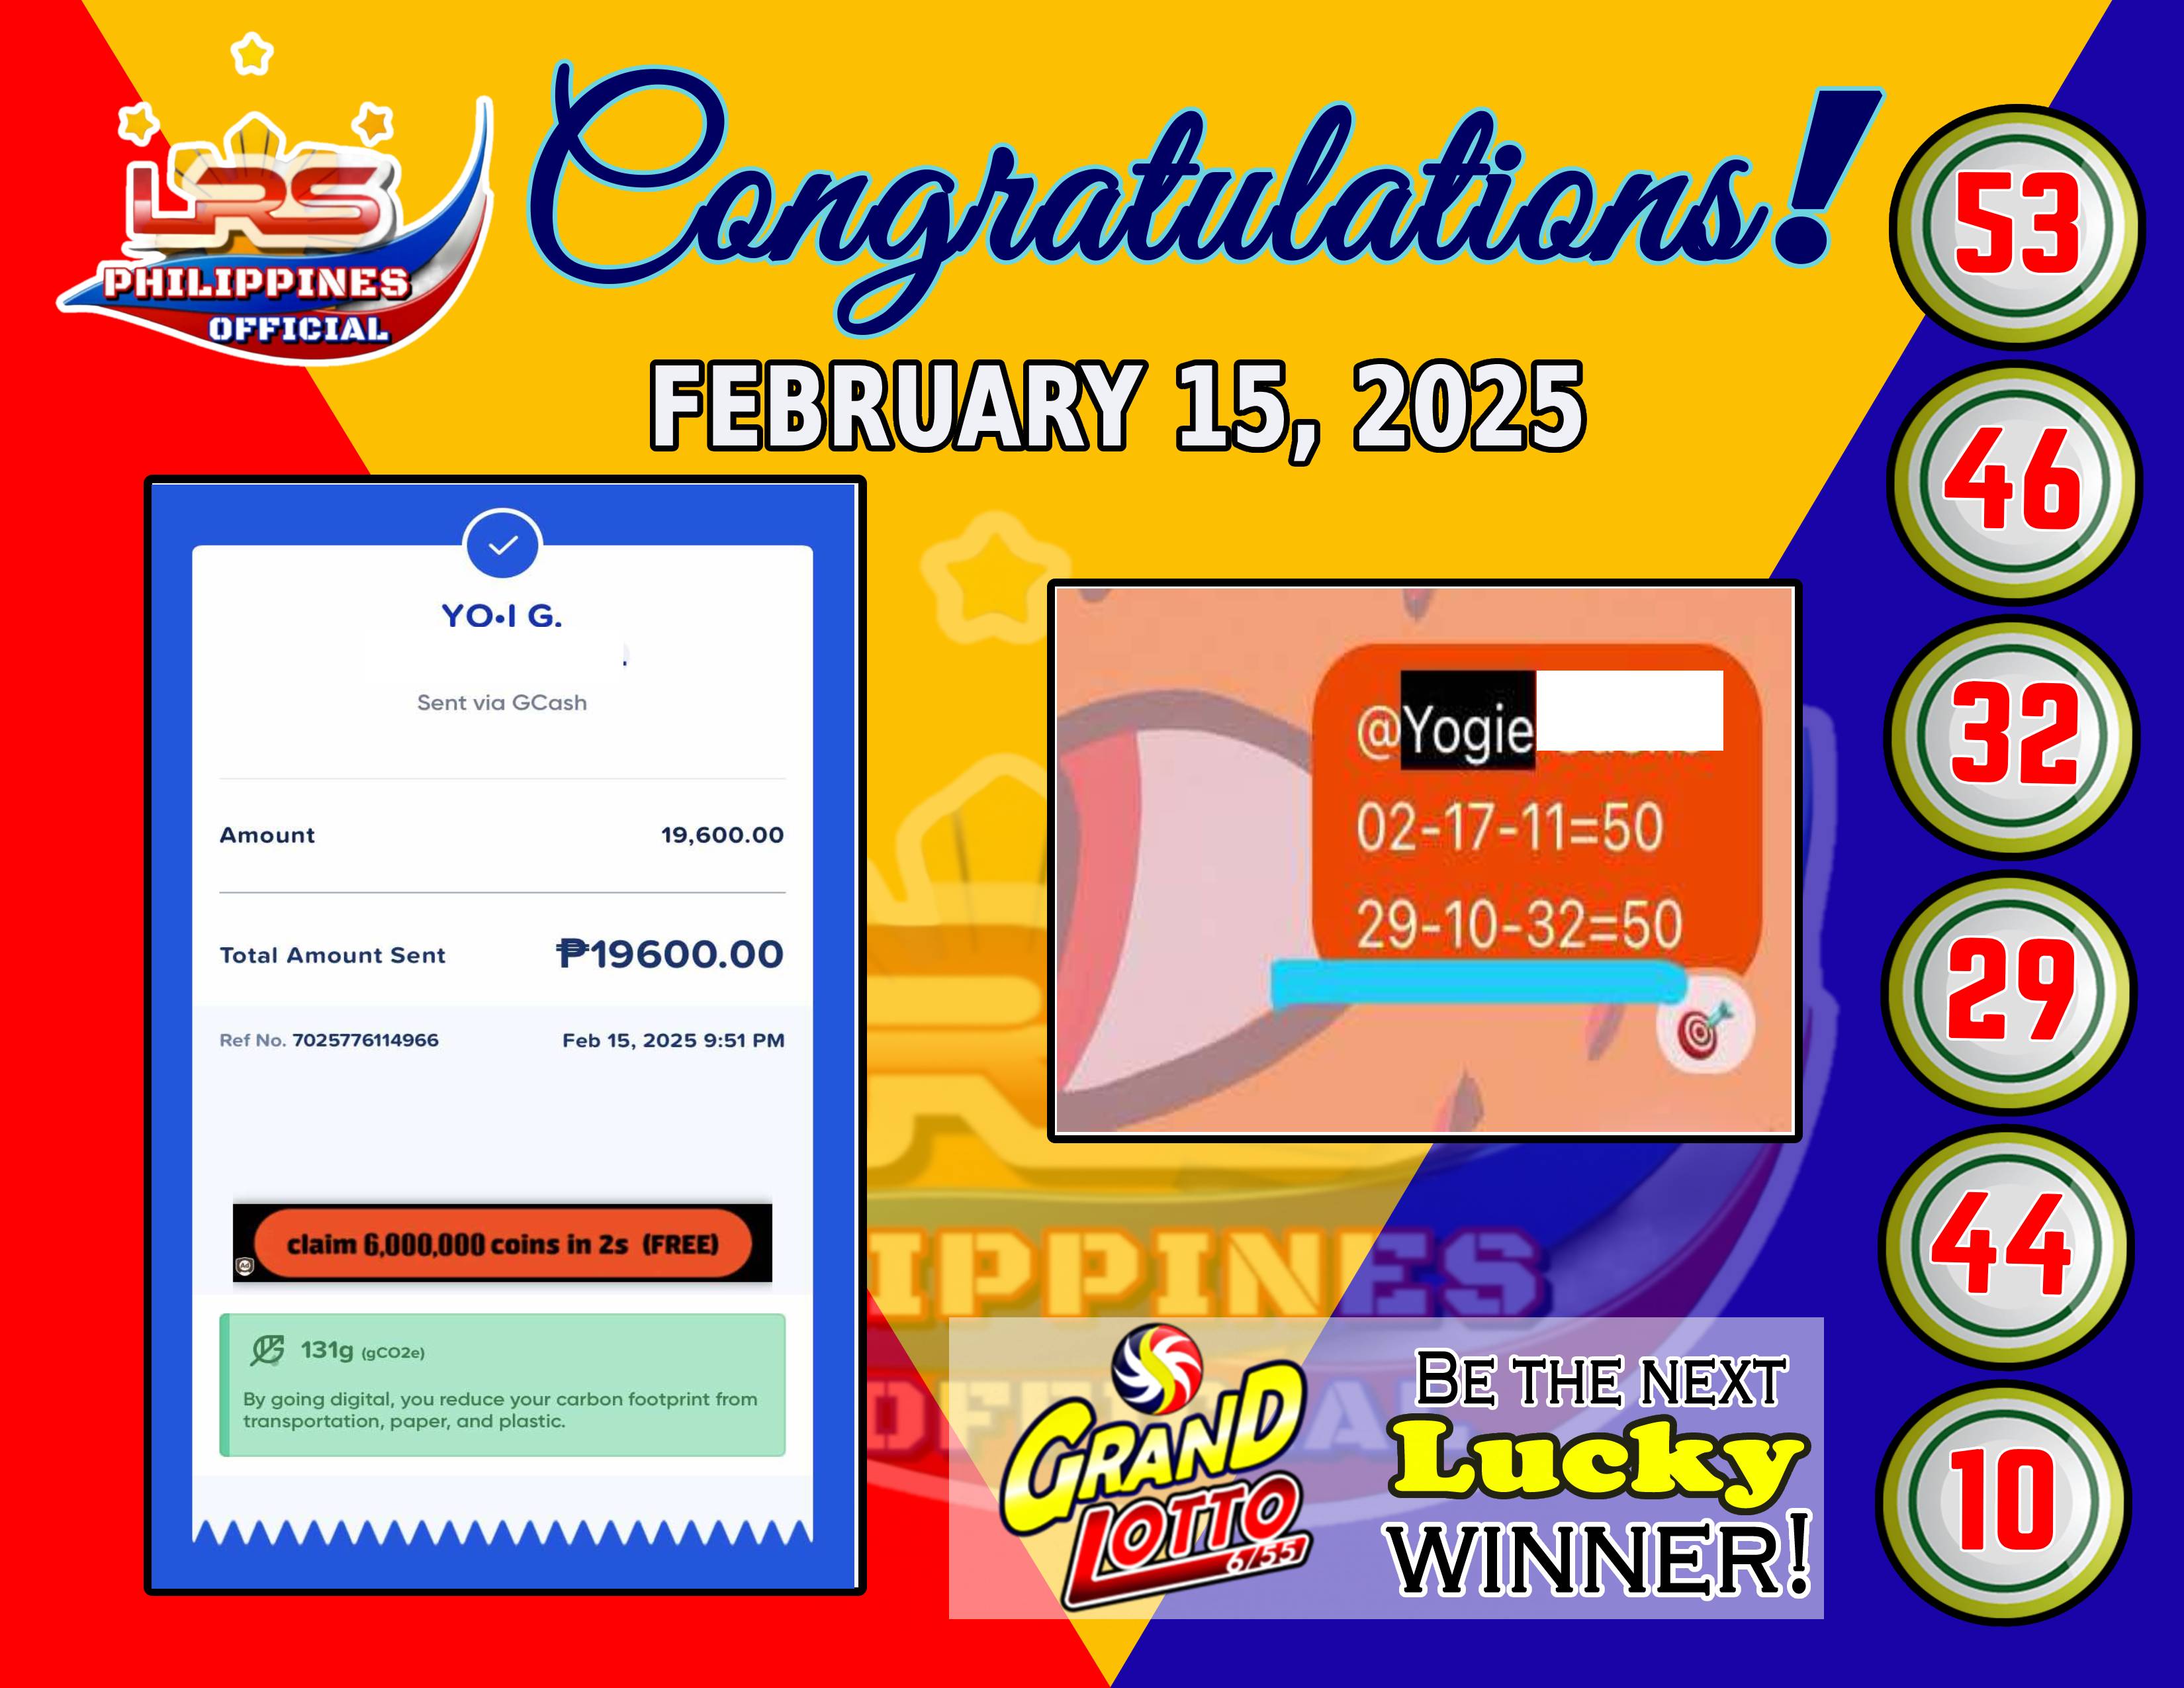 LRS
PHILIPPINES
OFFICIAL
Congratulations!
FEBRUARY 15, 2025
YO•I G.
Sent via GCash
Amount 19,600.00
Total Amount Sent ₱19600.00
Ref No. 7025776114966 Feb 15, 2025 9:51 PM
claim 6,000,000 coins in 2s (FREE)
Ad
131g (gCO2e)
By going digital, you reduce your carbon footprint from
transportation, paper, and plastic.
@Yogie
02-17-11=50
29-10-32=50
GRAND
LOTTO
6/55
BE THE NEXT
Lucky
WINNER!
53
46
32
29
44
10